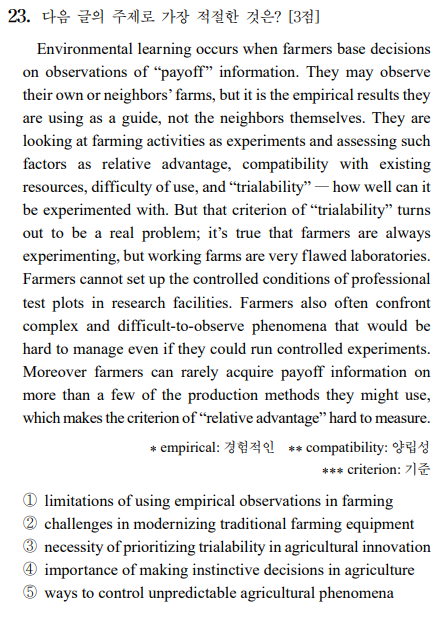 23. 다음 글의 주제로 가장 적절한 것은? [3점]
Environmental learning occurs when farmers base decisions
on observations of “payoff” information. They may observe
their own or neighbors’ farms, but it is the empirical results they
are using as a guide, not the neighbors themselves. They are
looking at farming activities as experiments and assessing such
factors as relative advantage, compatibility with existing
resources, difficulty of use, and “trialability” — how well can it
be experimented with. But that criterion of “trialability” turns
out to be a real problem; it’s true that farmers are always
experimenting, but working farms are very flawed laboratories.
Farmers cannot set up the controlled conditions of professional
test plots in research facilities. Farmers also often confront
complex and difficult-to-observe phenomena that would be
hard to manage even if they could run controlled experiments.
Moreover farmers can rarely acquire payoff information on
more than a few of the production methods they might use,
which makes the criterion of “relative advantage” hard to measure.
* empirical: 경험적인 ** compatibility: 양립성
*** criterion: 기준
① limitations of using empirical observations in farming
② challenges in modernizing traditional farming equipment
③ necessity of prioritizing trialability in agricultural innovation
④ importance of making instinctive decisions in agriculture
⑤ ways to control unpredictable agricultural phenomena